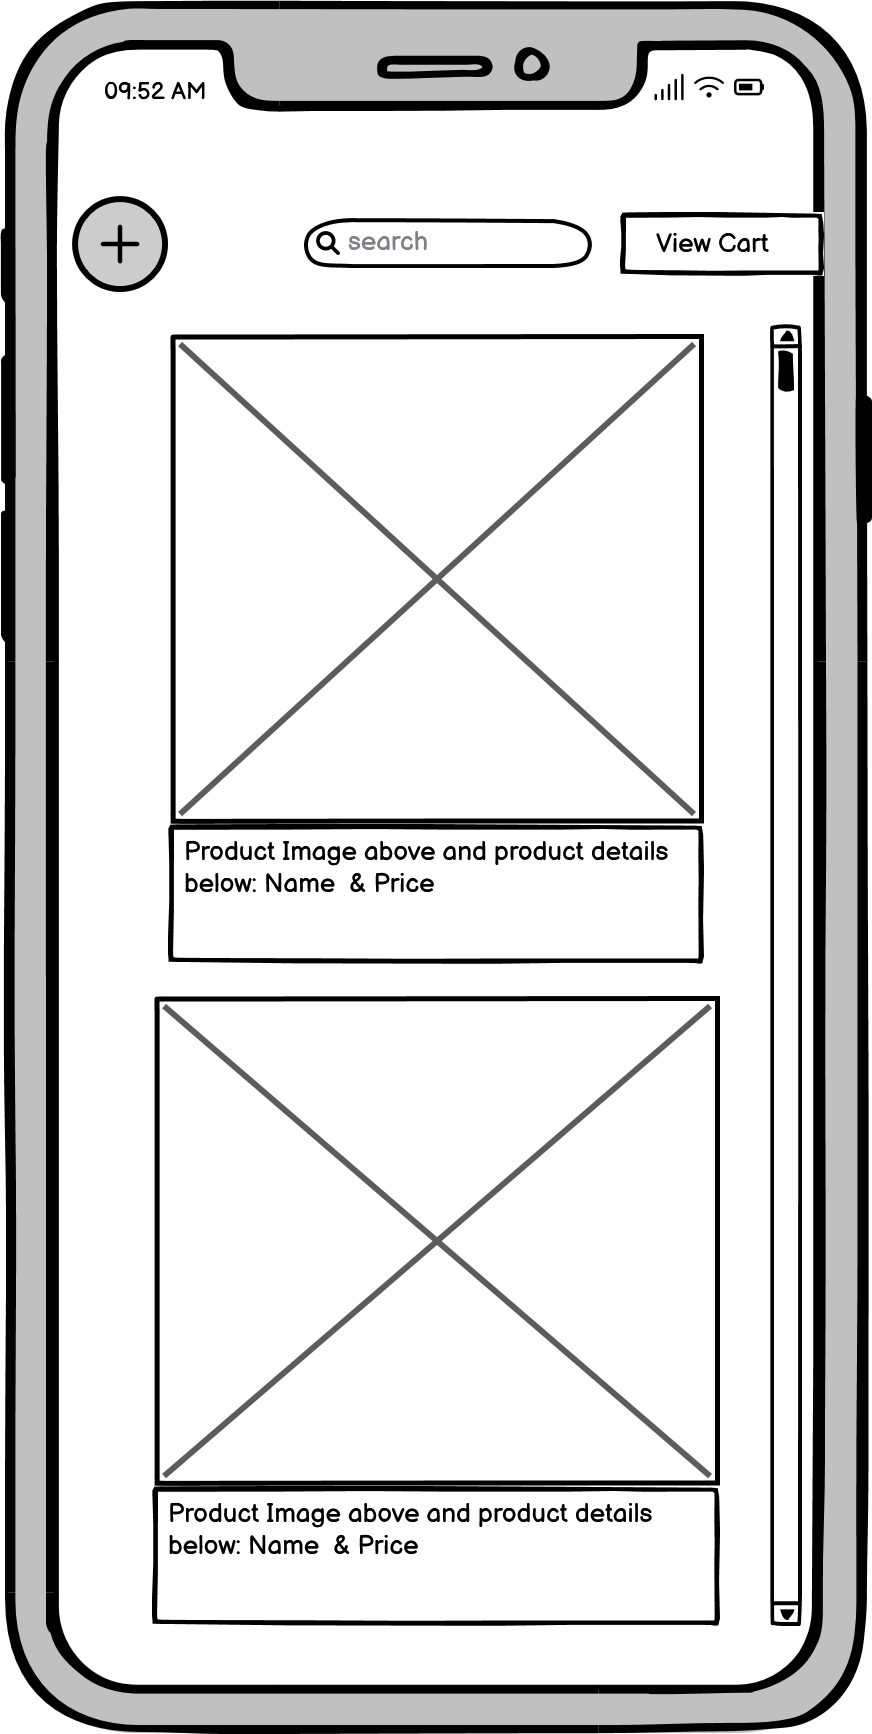 09:52 AM
search
View Cart
Product Image above and product details
below: Name  & Price
Product Image above and product details
below: Name  & Price